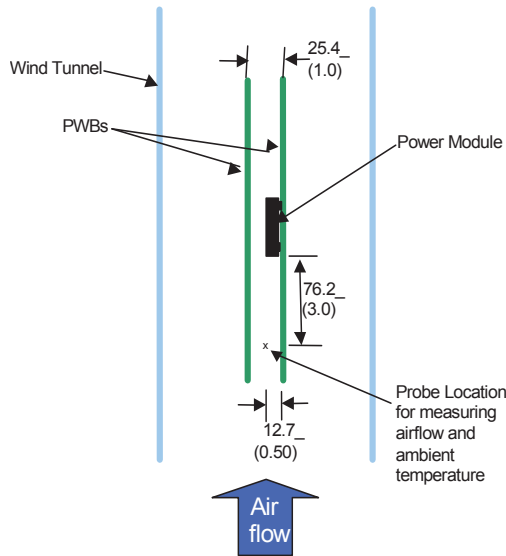 25.4_
(1.0)
Wind Tunnel
PWBs
Power Module
76.2_
(3.0)
x
Probe Location
for measuring
airflow and
ambient
temperature
12.7_
(0.50)
Air
flow